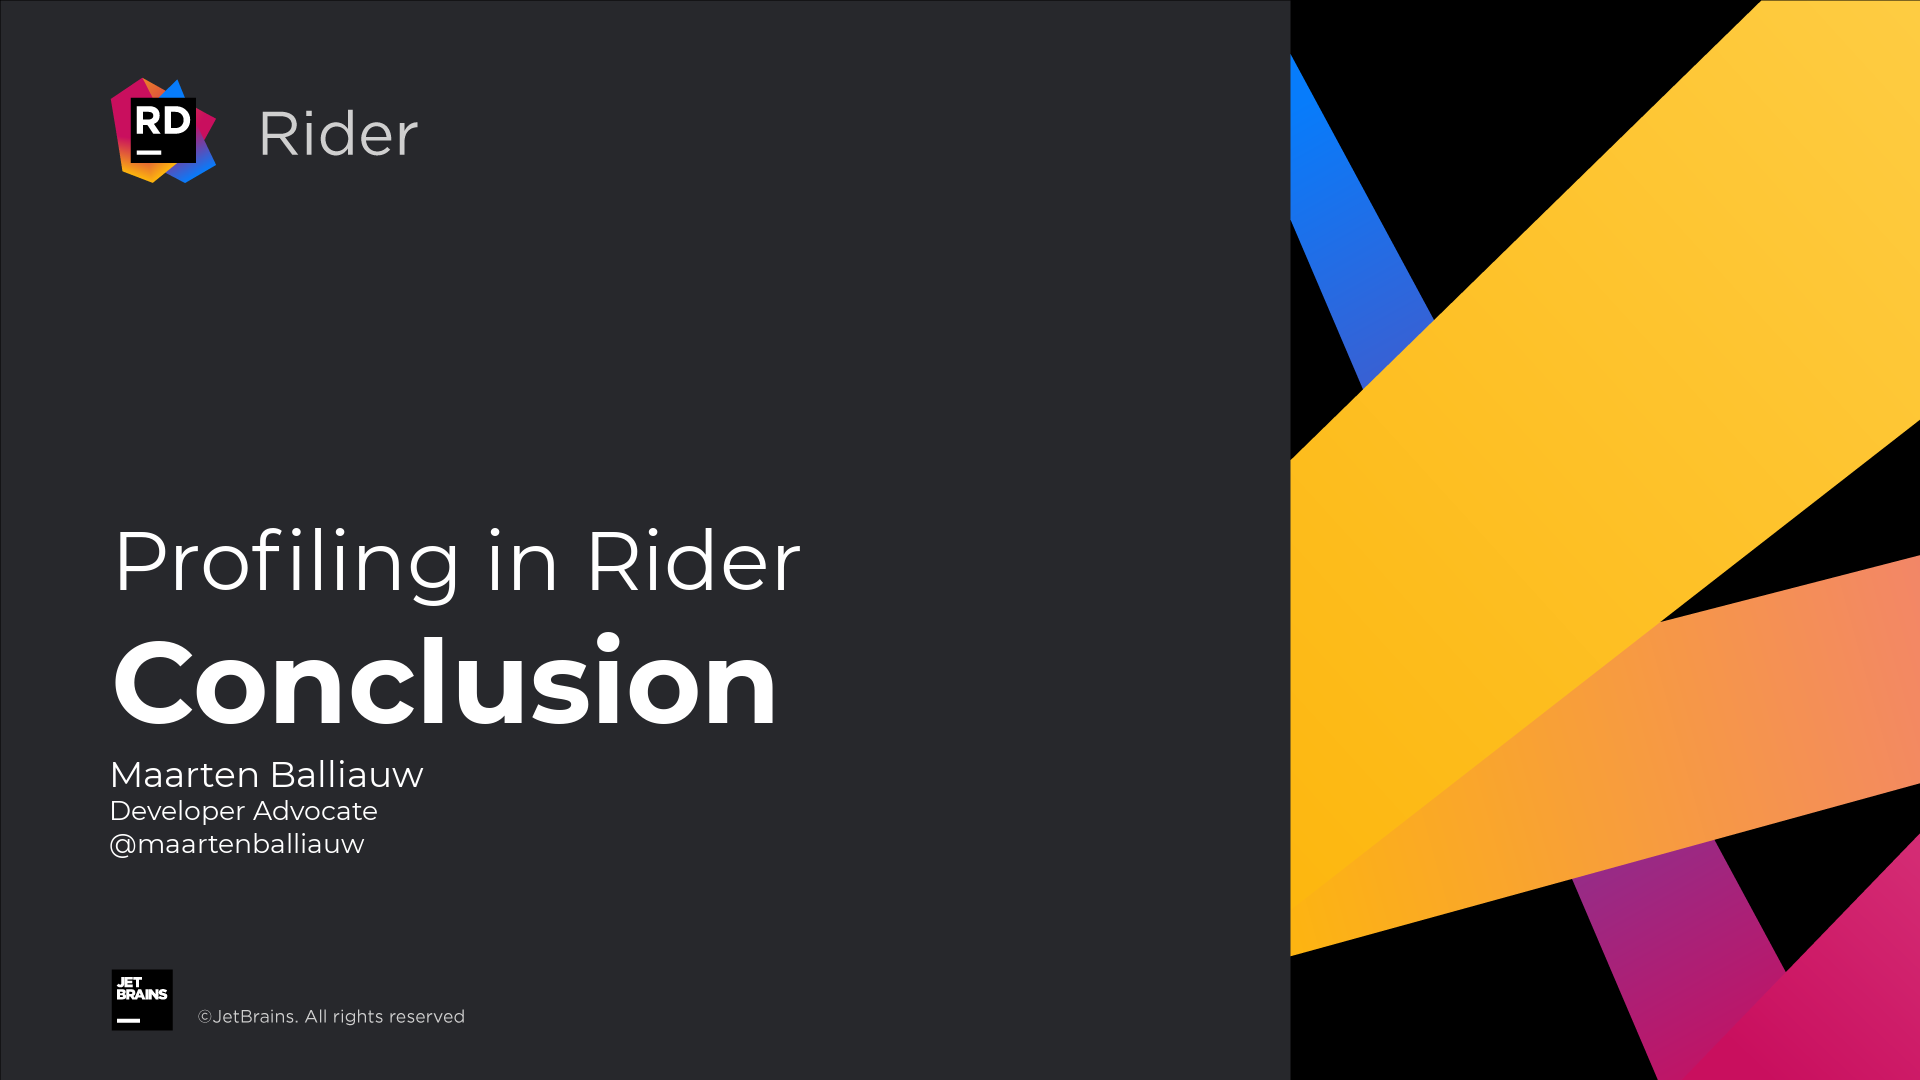 RD
Rider
Profiling in Rider
Conclusion
Maarten Balliauw
Developer Advocate
@maartenballiauw
JET
BRAINS
©JetBrains. All rights reserved